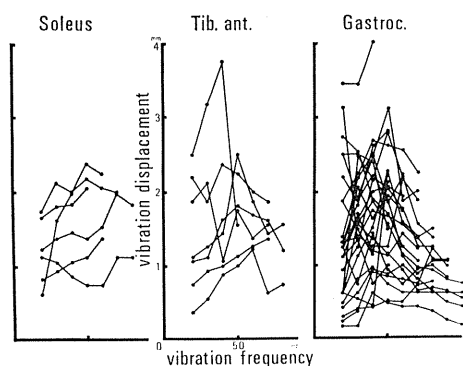 Soleus Tib. ant. Gastroc.
mm
4
3
2
1
vibration displacement
0 50
vibration frequency